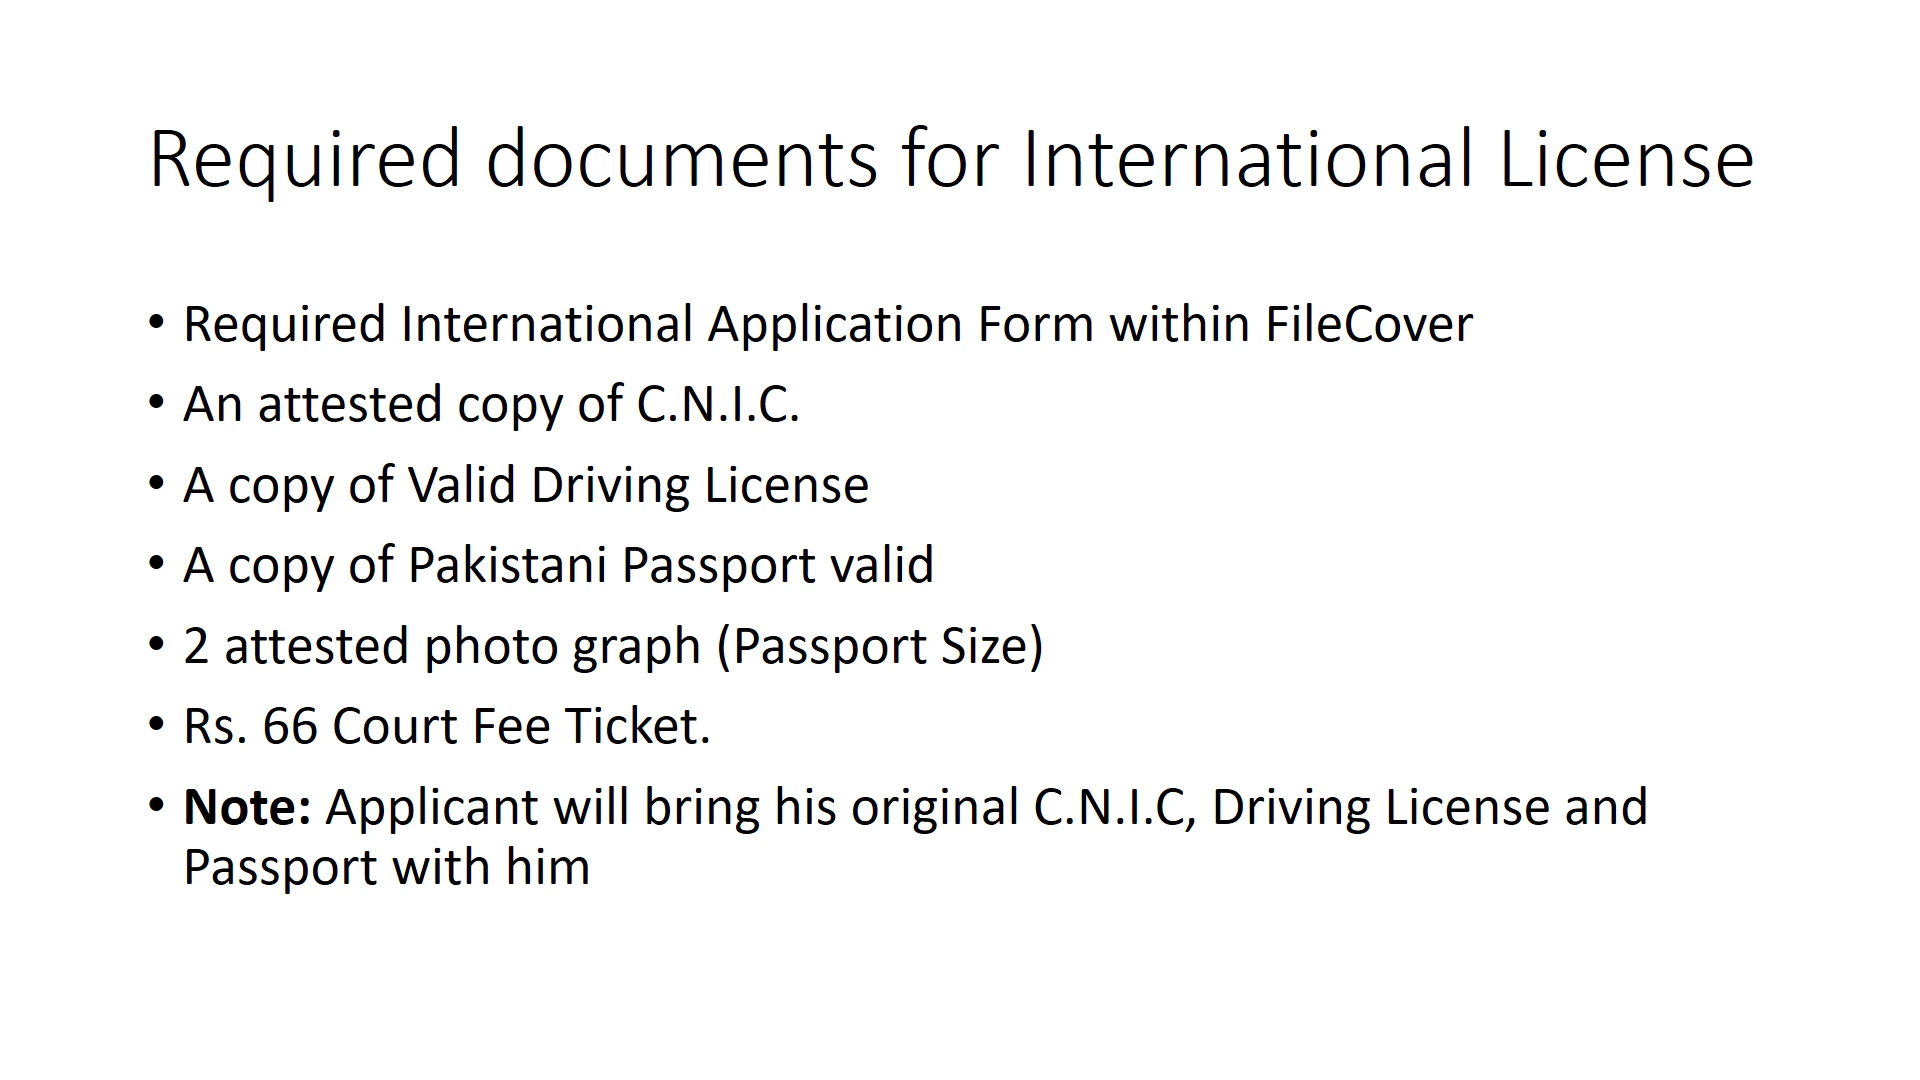 Required documents for International License
• Required International Application Form within FileCover
• An attested copy of C.N.I.C.
• A copy of Valid Driving License
• A copy of Pakistani Passport valid
• 2 attested photo graph (Passport Size)
• Rs. 66 Court Fee Ticket.
• Note: Applicant will bring his original C.N.I.C, Driving License and
Passport with him